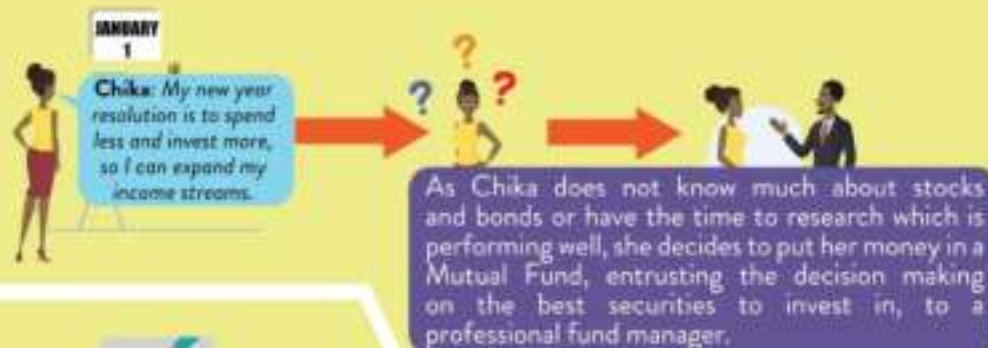 JANUARY
1
Chika: My new year
resolution is to spend
less and invest more,
so I can expand my
income streams.
?
? ?
As Chika does not know much about stocks
and bonds or have the time to research which is
performing well, she decides to put her money in a
Mutual Fund, entrusting the decision making
on the best securities to invest in, to a
professional fund manager.